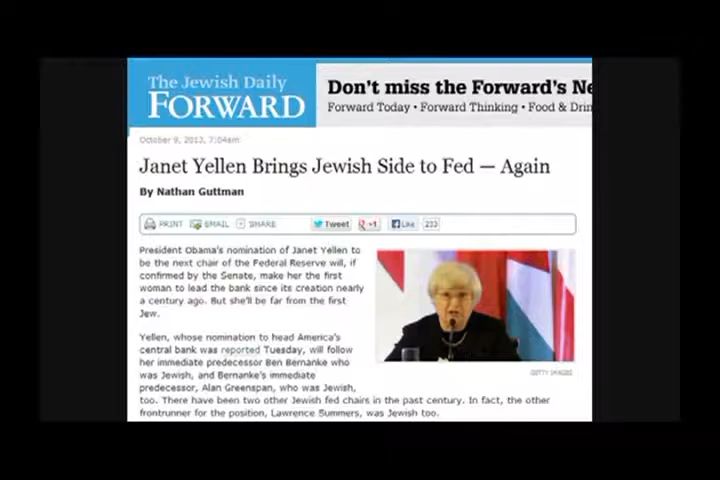 The Jewish Daily
FORWARD
Don't miss the Forward's Ne
Forward Today • Forward Thinking • Food & Drin
October 9, 2013, 7:04am
Janet Yellen Brings Jewish Side to Fed — Again
By Nathan Guttman
PRINT EMAIL SHARE Tweet +1 Like 233
President Obama's nomination of Janet Yellen to
be the next chair of the Federal Reserve will, if
confirmed by the Senate, make her the first
woman to lead the bank since its creation nearly
a century ago. But she'll be far from the first
Jew.
Yellen, whose nomination to head America's
central bank was reported Tuesday, will follow
her immediate predecessor Ben Bernanke who
was Jewish, and Bernanke's immediate
predecessor, Alan Greenspan, who was Jewish,
too. There have been two other Jewish fed chairs in the past century. In fact, the other
frontrunner for the position, Lawrence Summers, was Jewish too.
GETTY IMAGES